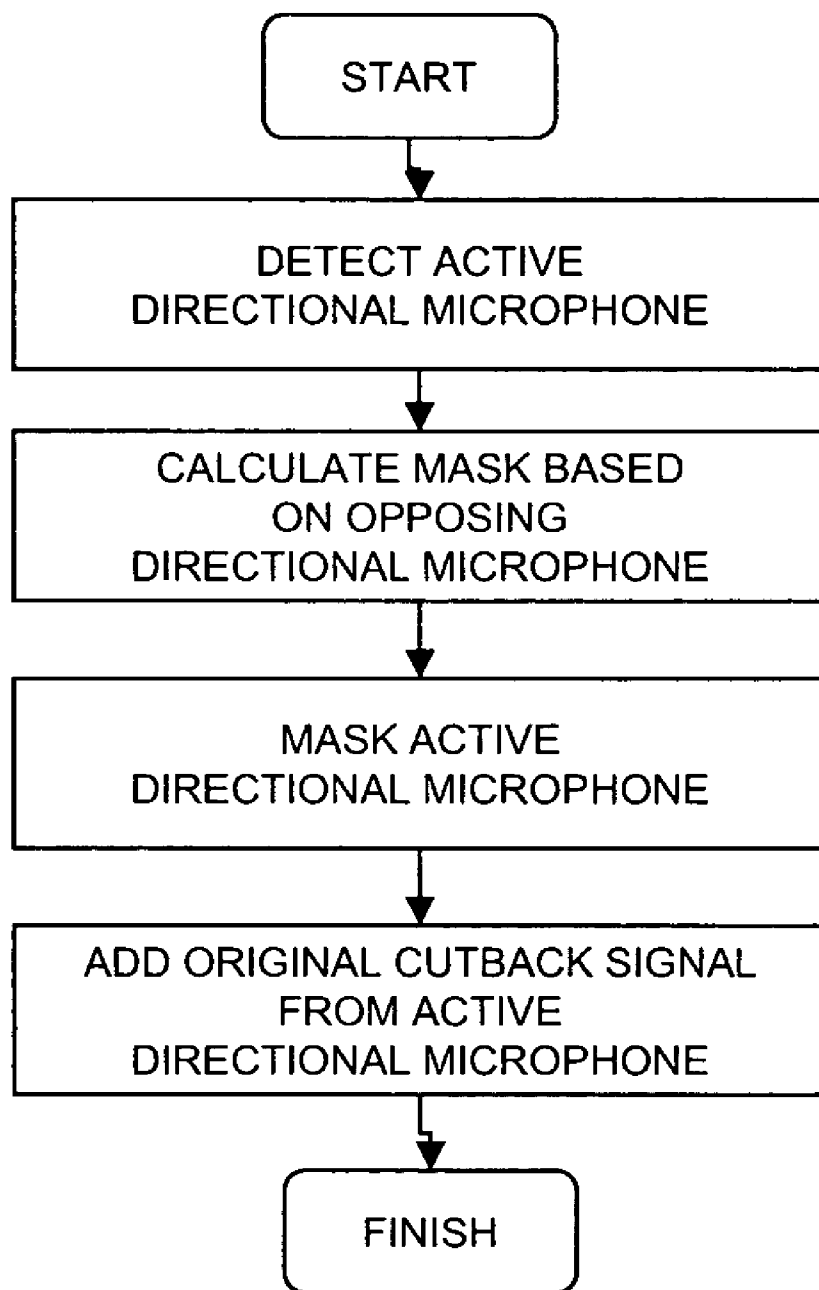 START
DETECT ACTIVE
DIRECTIONAL MICROPHONE
CALCULATE MASK BASED
ON OPPOSING
DIRECTIONAL MICROPHONE
MASK ACTIVE
DIRECTIONAL MICROPHONE
ADD ORIGINAL CUTBACK SIGNAL
FROM ACTIVE
DIRECTIONAL MICROPHONE
FINISH